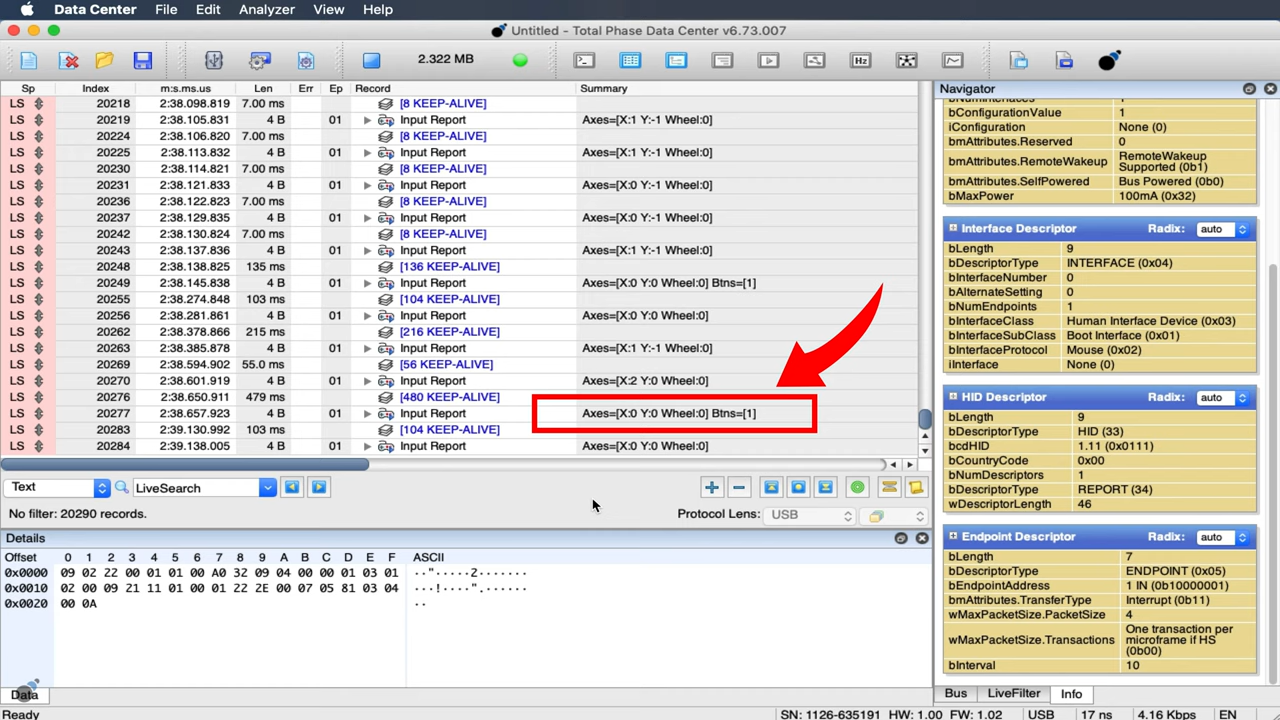 Data Center File Edit Analyzer View Help
Untitled - Total Phase Data Center v6.73.007
2.322 MB
Sp Index m:s.ms.us Len Err Ep Record Summary
LS 20218 2:38.098.819 7.00 ms [8 KEEP-ALIVE]
LS 20219 2:38.105.831 4 B 01 Input Report Axes=[X:1 Y:-1 Wheel:0]
LS 20224 2:38.106.820 7.00 ms [8 KEEP-ALIVE]
LS 20225 2:38.113.832 4 B 01 Input Report Axes=[X:1 Y:-1 Wheel:0]
LS 20230 2:38.114.821 7.00 ms [8 KEEP-ALIVE]
LS 20231 2:38.121.833 4 B 01 Input Report Axes=[X:1 Y:-1 Wheel:0]
LS 20236 2:38.122.823 7.00 ms [8 KEEP-ALIVE]
LS 20237 2:38.129.835 4 B 01 Input Report Axes=[X:0 Y:-1 Wheel:0]
LS 20242 2:38.130.824 7.00 ms [8 KEEP-ALIVE]
LS 20243 2:38.137.836 4 B 01 Input Report Axes=[X:1 Y:-1 Wheel:0]
LS 20248 2:38.138.825 135 ms [136 KEEP-ALIVE]
LS 20249 2:38.145.838 4 B 01 Input Report Axes=[X:0 Y:0 Wheel:0] Btns=[1]
LS 20255 2:38.274.848 103 ms [104 KEEP-ALIVE]
LS 20256 2:38.281.861 4 B 01 Input Report Axes=[X:0 Y:0 Wheel:0]
LS 20262 2:38.378.866 215 ms [216 KEEP-ALIVE]
LS 20263 2:38.385.878 4 B 01 Input Report Axes=[X:1 Y:-1 Wheel:0]
LS 20269 2:38.594.902 55.0 ms [56 KEEP-ALIVE]
LS 20270 2:38.601.919 4 B 01 Input Report Axes=[X:2 Y:0 Wheel:0]
LS 20276 2:38.650.911 479 ms [480 KEEP-ALIVE]
LS 20277 2:38.657.923 4 B 01 Input Report Axes=[X:0 Y:0 Wheel:0] Btns=[1]
LS 20283 2:39.130.992 103 ms [104 KEEP-ALIVE]
LS 20284 2:39.138.005 4 B 01 Input Report Axes=[X:0 Y:0 Wheel:0]
Text LiveSearch
No filter: 20290 records. Protocol Lens: USB
Details
Offset 0 1 2 3 4 5 6 7 8 9 A B C D E F ASCII
0x0000 09 02 22 00 01 01 00 A0 32 09 04 00 00 01 03 01 ..".....2.......
0x0010 02 00 09 21 11 01 00 01 22 2E 00 07 05 81 03 04 ...!....".......
0x0020 00 0A ..
Data
Navigator
bNumInterfaces 1
bConfigurationValue 1
iConfiguration None (0)
bmAttributes.Reserved 0
bmAttributes.RemoteWakeup RemoteWakeup
Supported (0b1)
bmAttributes.SelfPowered Bus Powered (0b0)
bMaxPower 100mA (0x32)
Interface Descriptor Radix: auto
bLength 9
bDescriptorType INTERFACE (0x04)
bInterfaceNumber 0
bAlternateSetting 0
bNumEndpoints 1
bInterfaceClass Human Interface Device (0x03)
bInterfaceSubClass Boot Interface (0x01)
bInterfaceProtocol Mouse (0x02)
iInterface None (0)
HID Descriptor Radix: auto
bLength 9
bDescriptorType HID (33)
bcdHID 1.11 (0x0111)
bCountryCode 0x00
bNumDescriptors 1
bDescriptorType REPORT (34)
wDescriptorLength 46
Endpoint Descriptor Radix: auto
bLength 7
bDescriptorType ENDPOINT (0x05)
bEndpointAddress 1 IN (0b10000001)
bmAttributes.TransferType Interrupt (0b11)
wMaxPacketSize.PacketSize 4
wMaxPacketSize.Transactions One transaction per
microframe if HS
(0b00)
bInterval 10
Bus LiveFilter Info
Ready SN: 1126-635191 HW: 1.00 FW: 1.02 USB 17 ns 4.16 Kbps EN